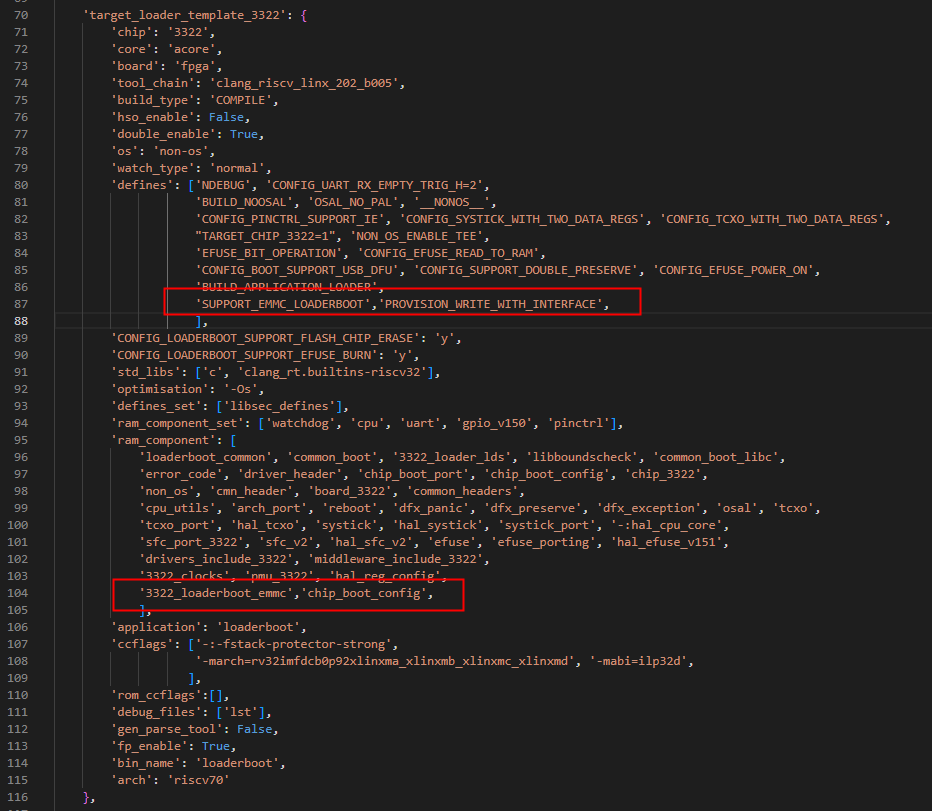 70 'target_loader_template_3322': {
71 'chip': '3322',
72 'core': 'acore',
73 'board': 'fpga',
74 'tool_chain': 'clang_riscv_linx_202_b005',
75 'build_type': 'COMPILE',
76 'hso_enable': False,
77 'double_enable': True,
78 'os': 'non-os',
79 'watch_type': 'normal',
80 'defines': ['NDEBUG', 'CONFIG_UART_RX_EMPTY_TRIG_H=2',
81 'BUILD_NOOSAL', 'OSAL_NO_PAL', '__NONOS__',
82 'CONFIG_PINCTRL_SUPPORT_IE', 'CONFIG_SYSTICK_WITH_TWO_DATA_REGS', 'CONFIG_TCXO_WITH_TWO_DATA_REGS',
83 "TARGET_CHIP_3322=1", 'NON_OS_ENABLE_TEE',
84 'EFUSE_BIT_OPERATION', 'CONFIG_EFUSE_READ_TO_RAM',
85 'CONFIG_BOOT_SUPPORT_USB_DFU', 'CONFIG_SUPPORT_DOUBLE_PRESERVE', 'CONFIG_EFUSE_POWER_ON',
86 'BUILD_APPLICATION_LOADER',
87 'SUPPORT_EMMC_LOADERBOOT','PROVISION_WRITE_WITH_INTERFACE',
88 ],
89 'CONFIG_LOADERBOOT_SUPPORT_FLASH_CHIP_ERASE': 'y',
90 'CONFIG_LOADERBOOT_SUPPORT_EFUSE_BURN': 'y',
91 'std_libs': ['c', 'clang_rt.builtins-riscv32'],
92 'optimisation': '-Os',
93 'defines_set': ['libsec_defines'],
94 'ram_component_set': ['watchdog', 'cpu', 'uart', 'gpio_v150', 'pinctrl'],
95 'ram_component': [
96 'loaderboot_common', 'common_boot', '3322_loader_lds', 'libboundscheck', 'common_boot_libc',
97 'error_code', 'driver_header', 'chip_boot_port', 'chip_boot_config', 'chip_3322',
98 'non_os', 'cmn_header', 'board_3322', 'common_headers',
99 'cpu_utils', 'arch_port', 'reboot', 'dfx_panic', 'dfx_preserve', 'dfx_exception', 'osal', 'tcxo',
100 'tcxo_port', 'hal_tcxo', 'systick', 'hal_systick', 'systick_port', '-:hal_cpu_core',
101 'sfc_port_3322', 'sfc_v2', 'hal_sfc_v2', 'efuse', 'efuse_porting', 'hal_efuse_v151',
102 'drivers_include_3322', 'middleware_include_3322',
103 '3322_clocks', 'pmu_3322', 'hal_reg_config',
104 '3322_loaderboot_emmc','chip_boot_config',
105 ],
106 'application': 'loaderboot',
107 'ccflags': ['-:-fstack-protector-strong',
108 '-march=rv32imfdcb0p92xlinxma_xlinxmb_xlinxmc_xlinxmd', '-mabi=ilp32d',
109 ],
110 'rom_ccflags':[],
111 'debug_files': ['lst'],
112 'gen_parse_tool': False,
113 'fp_enable': True,
114 'bin_name': 'loaderboot',
115 'arch': 'riscv70'
116 },